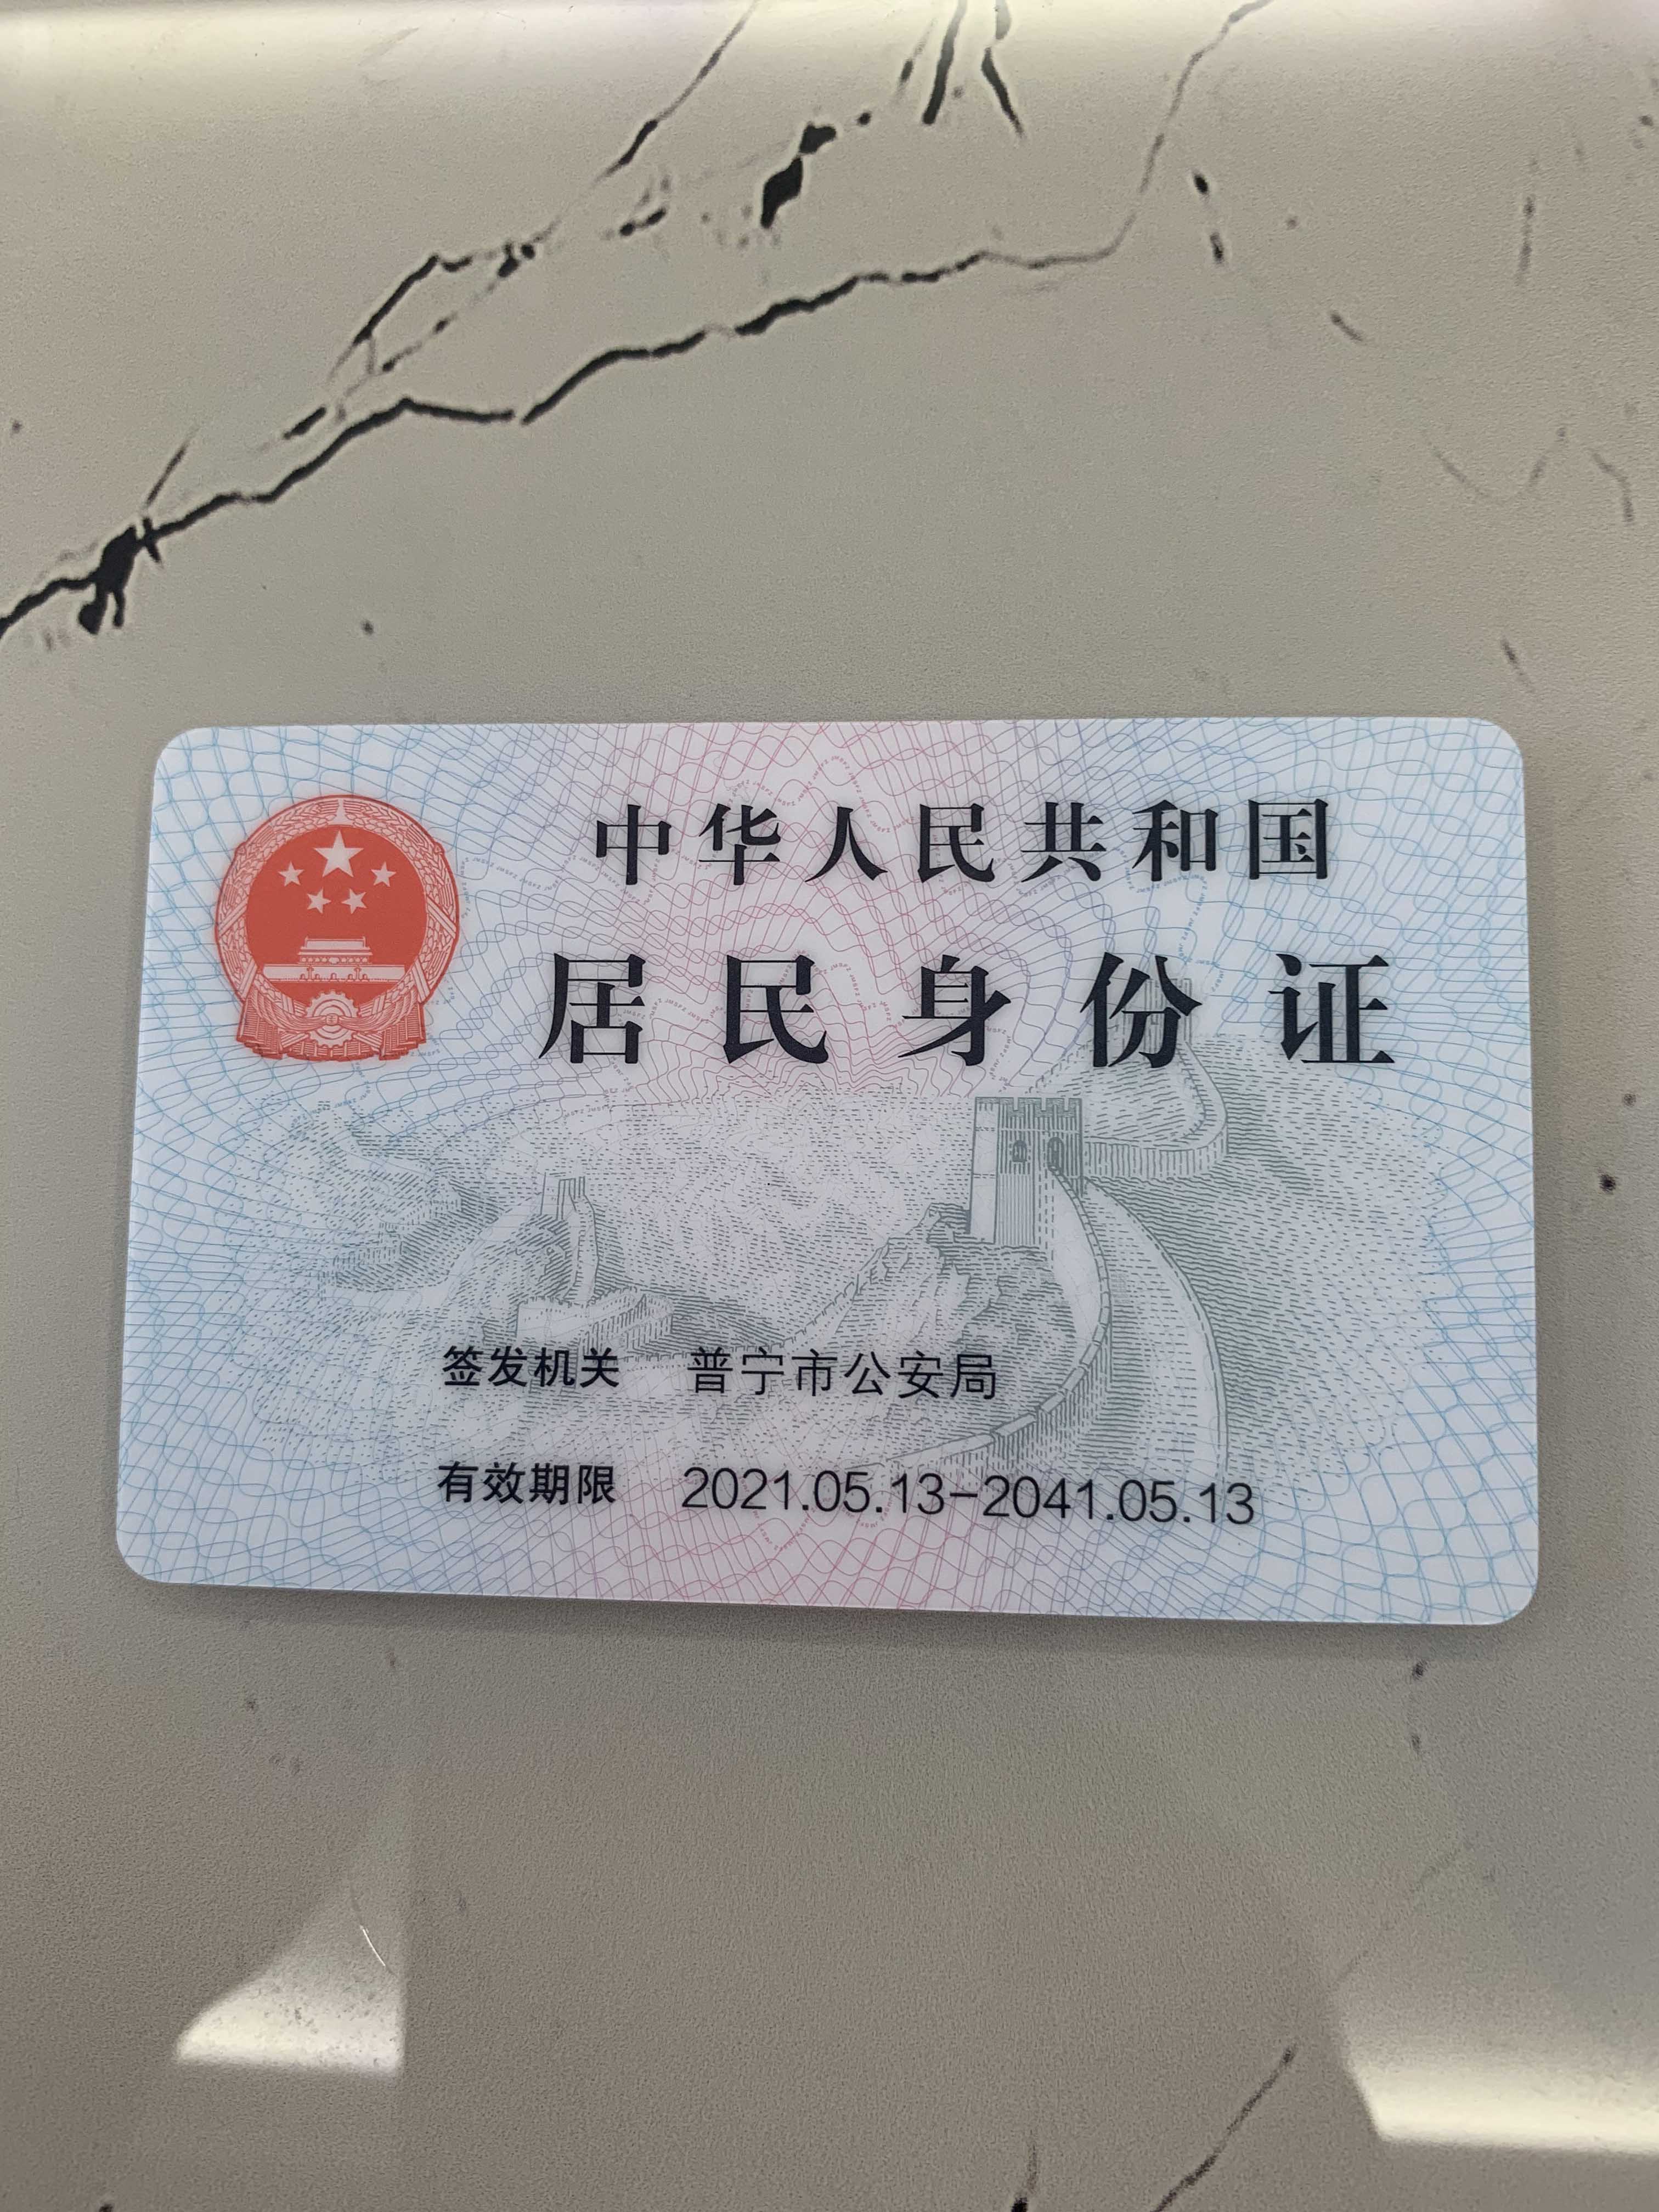 中华人民共和国
居民身份证
签发机关 普宁市公安局
有效期限 2021.05.13-2041.05.13